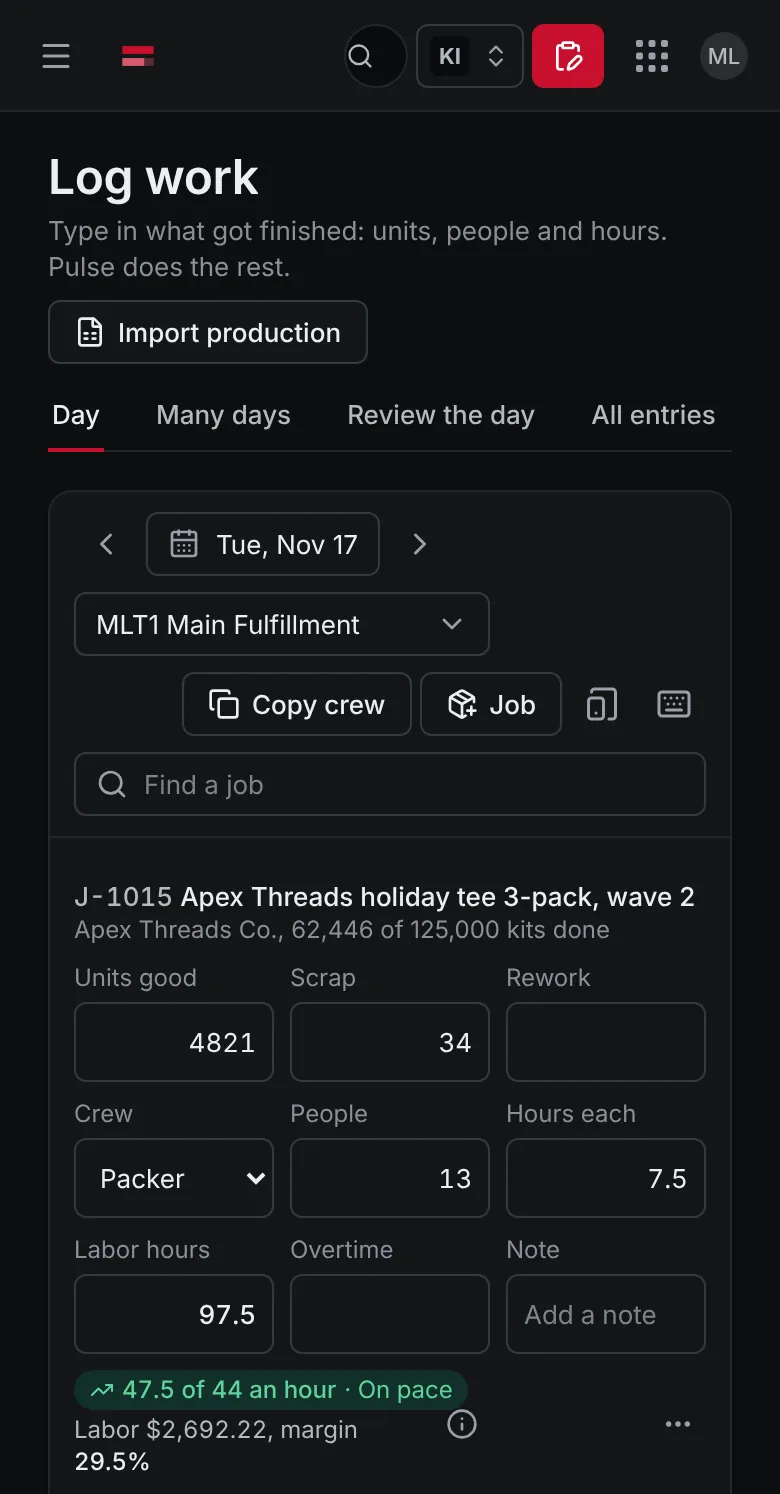 KI
ML
Log work
Type in what got finished: units, people and hours.
Pulse does the rest.
Import production
Day Many days Review the day All entries
Tue, Nov 17
MLT1 Main Fulfillment
Copy crew Job
Find a job
J-1015 Apex Threads holiday tee 3-pack, wave 2
Apex Threads Co., 62,446 of 125,000 kits done
Units good Scrap Rework
4821 34
Crew People Hours each
Packer 13 7.5
Labor hours Overtime Note
97.5 Add a note
47.5 of 44 an hour · On pace
Labor $2,692.22, margin
29.5%